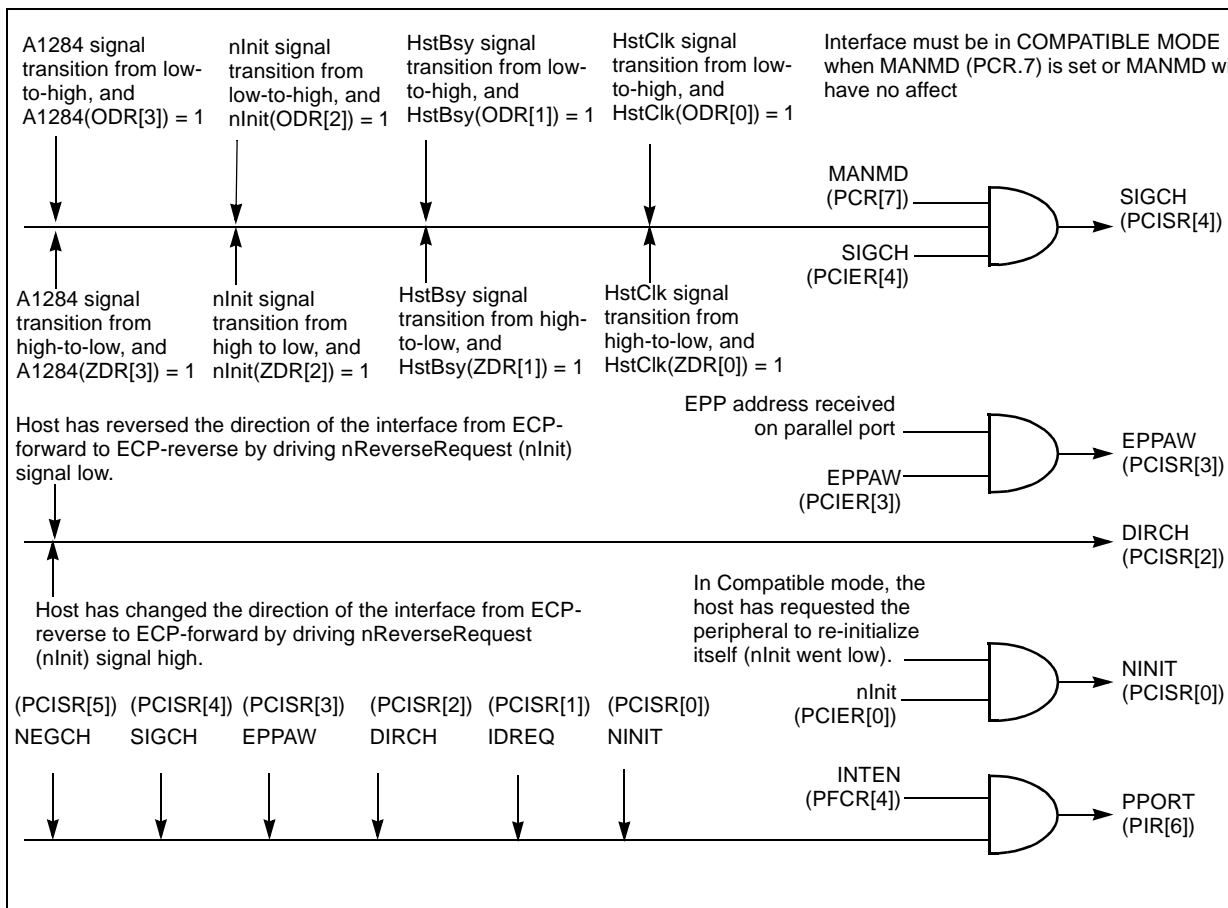 A1284 signal
transition from low-
to-high, and
A1284(ODR[3]) = 1
nInit signal
transition from
low-to-high, and
nInit(ODR[2]) = 1
HstBsy signal
transition from low-
to-high, and
HstBsy(ODR[1]) = 1
HstClk signal
transition from low-
to-high, and
HstClk(ODR[0]) = 1
Interface must be in COMPATIBLE MODE
when MANMD (PCR.7) is set or MANMD wi
have no affect
MANMD
(PCR[7])
SIGCH
(PCIER[4])
SIGCH
(PCISR[4])
A1284 signal
transition from
high-to-low, and
A1284(ZDR[3]) = 1
nInit signal
transition from
high to low, and
nInit(ZDR[2]) = 1
HstBsy signal
transition from high-
to-low, and
HstBsy(ZDR[1]) = 1
HstClk signal
transition from
high-to-low, and
HstClk(ZDR[0]) = 1
EPP address received
on parallel port
EPPAW
(PCIER[3])
EPPAW
(PCISR[3])
Host has reversed the direction of the interface from ECP-
forward to ECP-reverse by driving nReverseRequest (nInit)
signal low.
DIRCH
(PCISR[2])
Host has changed the direction of the interface from ECP-
reverse to ECP-forward by driving nReverseRequest
(nInit) signal high.
In Compatible mode, the
host has requested the
peripheral to re-initialize
itself (nInit went low).
nInit
(PCIER[0])
NINIT
(PCISR[0])
(PCISR[5]) (PCISR[4]) (PCISR[3]) (PCISR[2]) (PCISR[1]) (PCISR[0])
NEGCH SIGCH EPPAW DIRCH IDREQ NINIT
INTEN
(PFCR[4])
PPORT
(PIR[6])